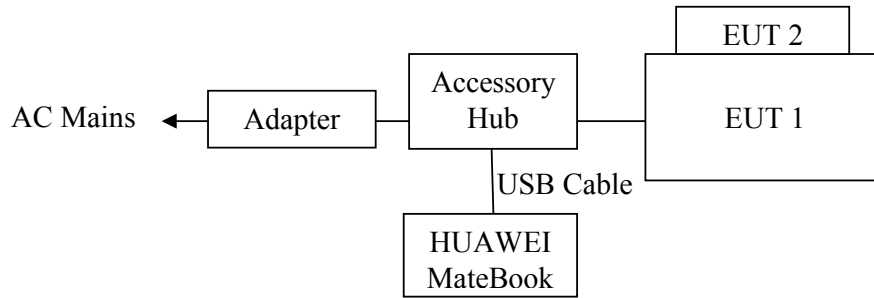 EUT 2
Accessory
Hub
AC Mains
Adapter
EUT 1
USB Cable
HUAWEI
MateBook